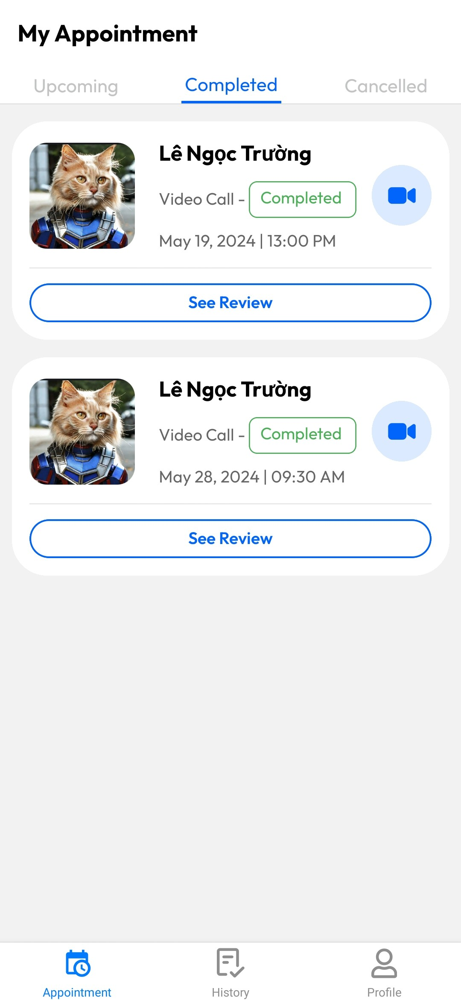 My Appointment
Upcoming Completed Cancelled
Lê Ngọc Trường
Video Call - Completed
May 19, 2024 | 13:00 PM
See Review
Lê Ngọc Trường
Video Call - Completed
May 28, 2024 | 09:30 AM
See Review
Appointment History Profile